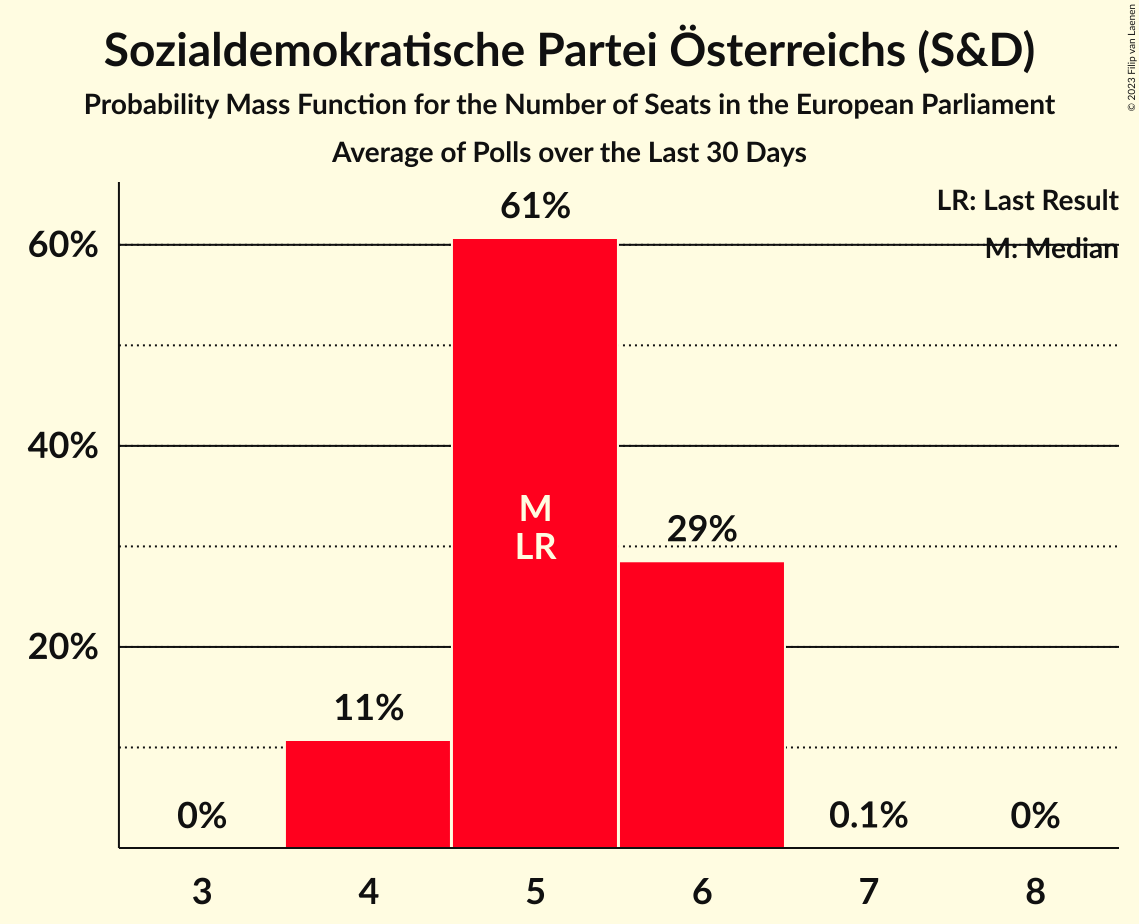 Sozialdemokratische Partei Österreichs (S&D)
Probability Mass Function for the Number of Seats in the European Parliament
Average of Polls over the Last 30 Days
© 2023 Filip van Laenen
LR: Last Result
M: Median
60%
40%
20%
0%
11%
61%
M
LR
29%
0.1%
0%
3 4 5 6 7 8